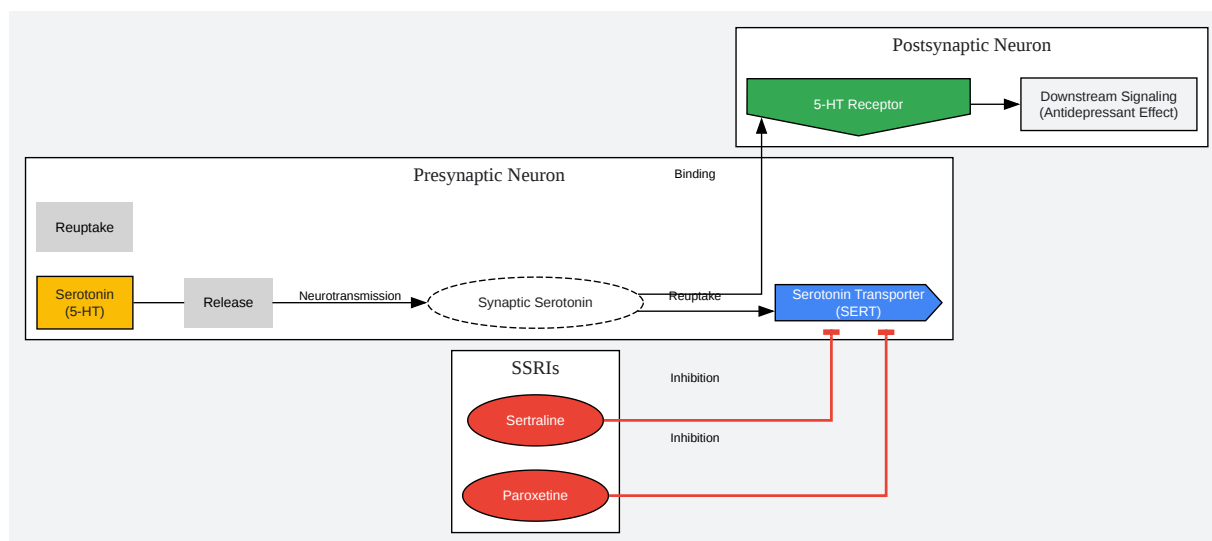 Postsynaptic Neuron
5-HT Receptor
Downstream Signaling
(Antidepressant Effect)
Presynaptic Neuron
Binding
Reuptake
Serotonin
(5-HT)
Release
Neurotransmission
Synaptic Serotonin
Reuptake
Serotonin Transporter
(SERT)
SSRIs
Inhibition
Sertraline
Inhibition
Paroxetine